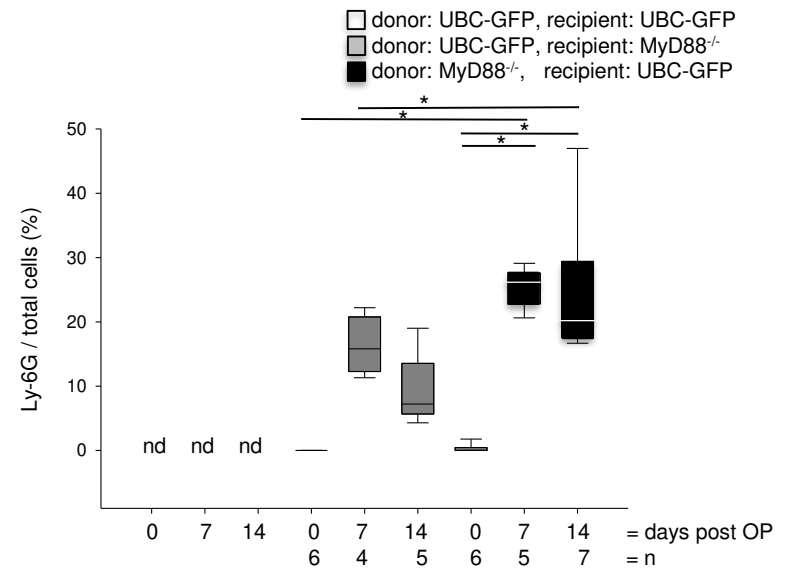 donor: UBC-GFP, recipient: UBC-GFP
donor: UBC-GFP, recipient: MyD88-/-
donor: MyD88-/-, recipient: UBC-GFP
*
*
*
*
50
40
30
20
10
0
Ly-6G / total cells (%)
nd nd nd
0 7 14 0 7 14 0 7 14 = days post OP
6 4 5 6 5 7 = n